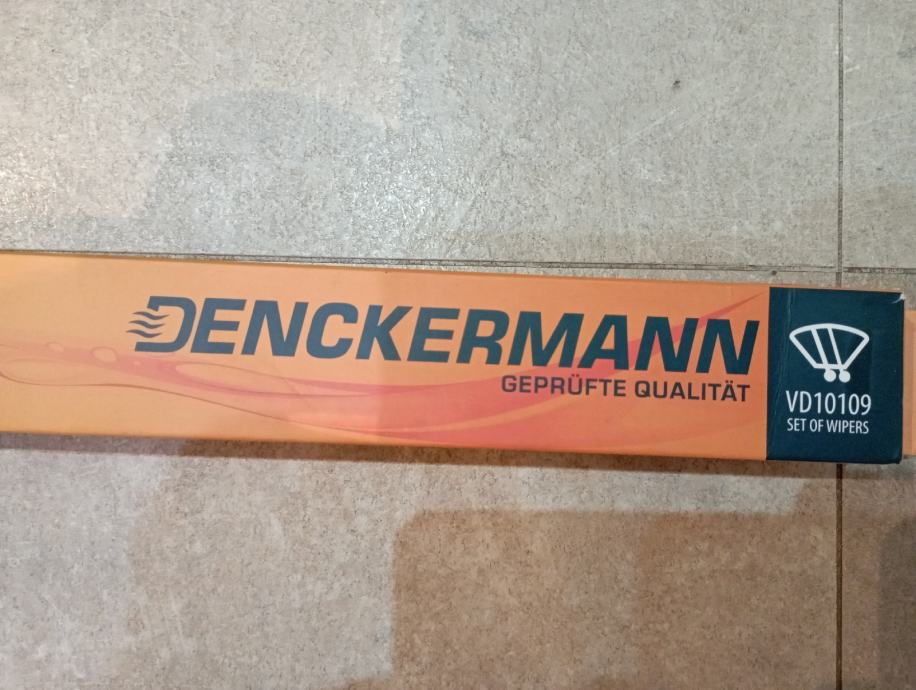 DENCKERMANN
GEPRÜFTE QUALITÄT
VD10109
SET OF WIPERS